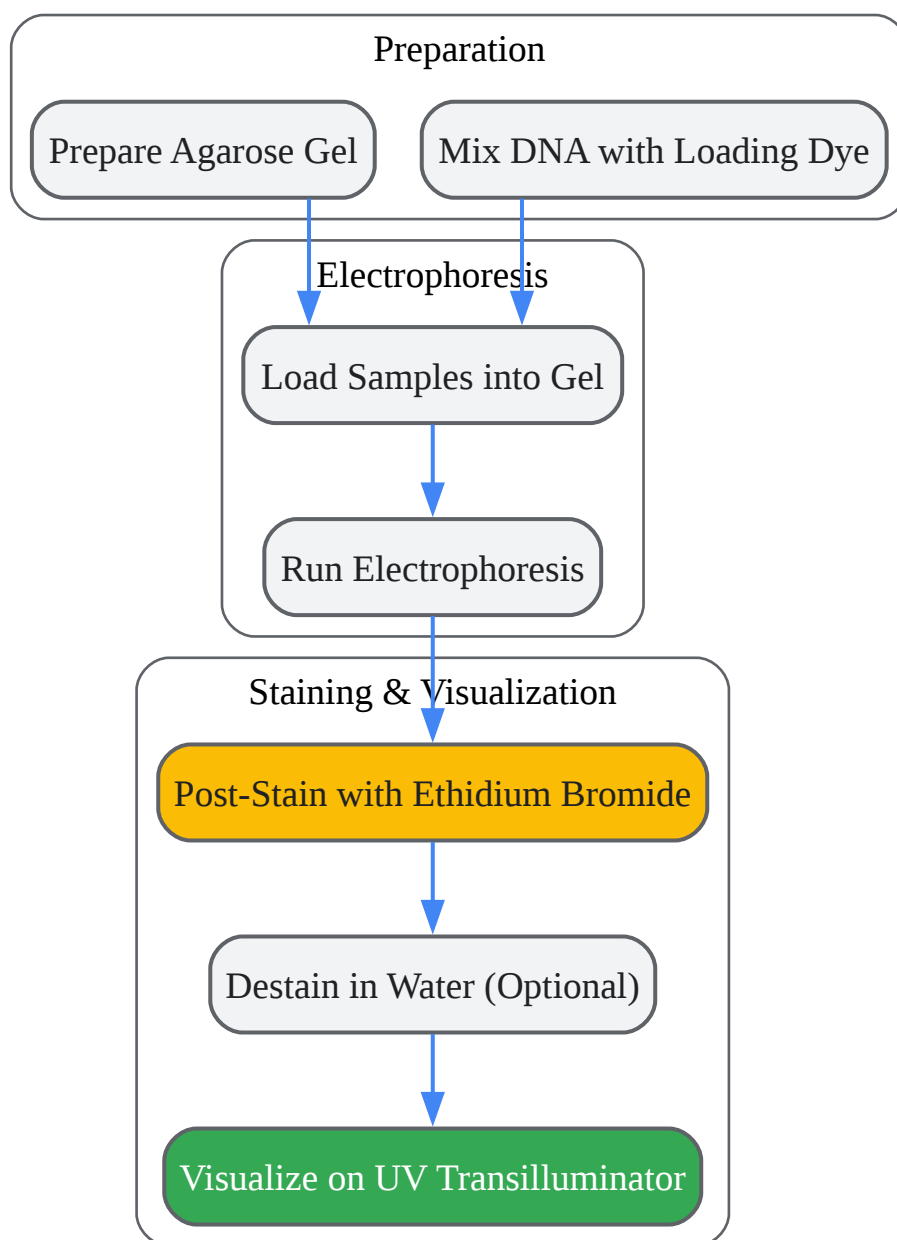 Preparation
Prepare Agarose Gel
Mix DNA with Loading Dye
Electrophoresis
Load Samples into Gel
Run Electrophoresis
Staining & Visualization
Post-Stain with Ethidium Bromide
Destain in Water (Optional)
Visualize on UV Transilluminator